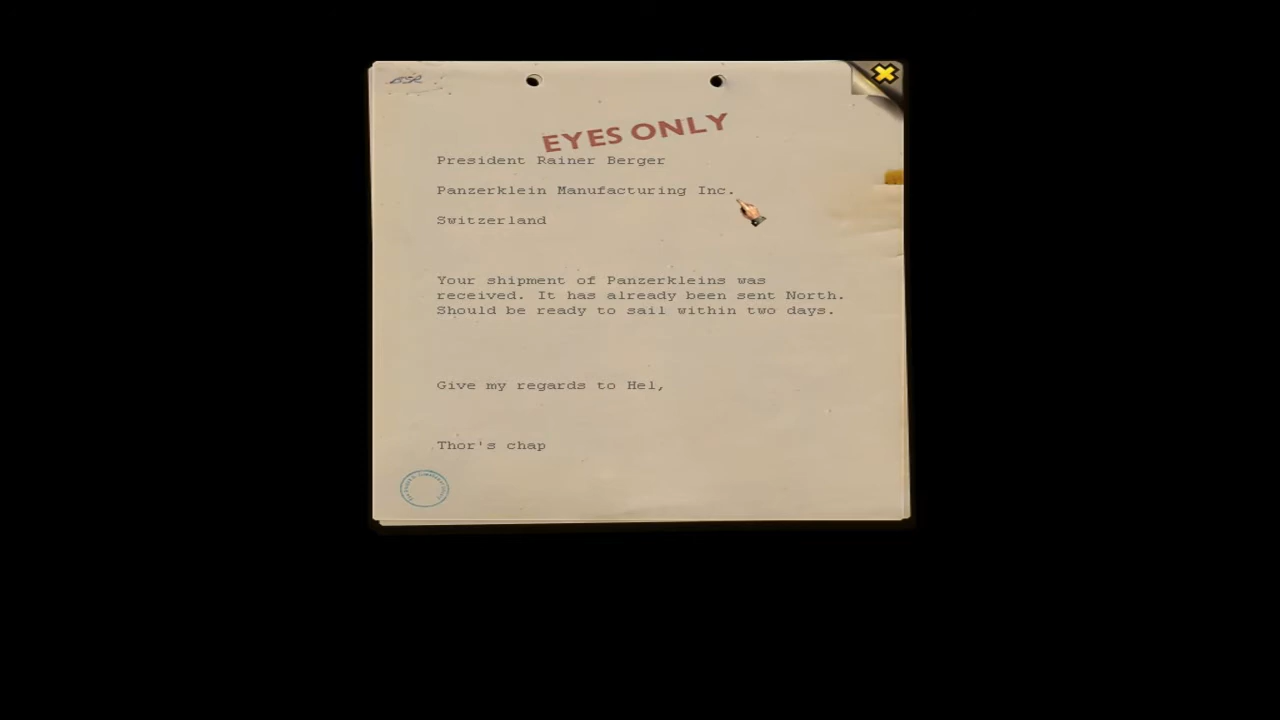 EYES ONLY
President Rainer Berger
Panzerklein Manufacturing Inc.
Switzerland
Your shipment of Panzerkleins was
received. It has already been sent North.
Should be ready to sail within two days.
Give my regards to Hel,
Thor's chap